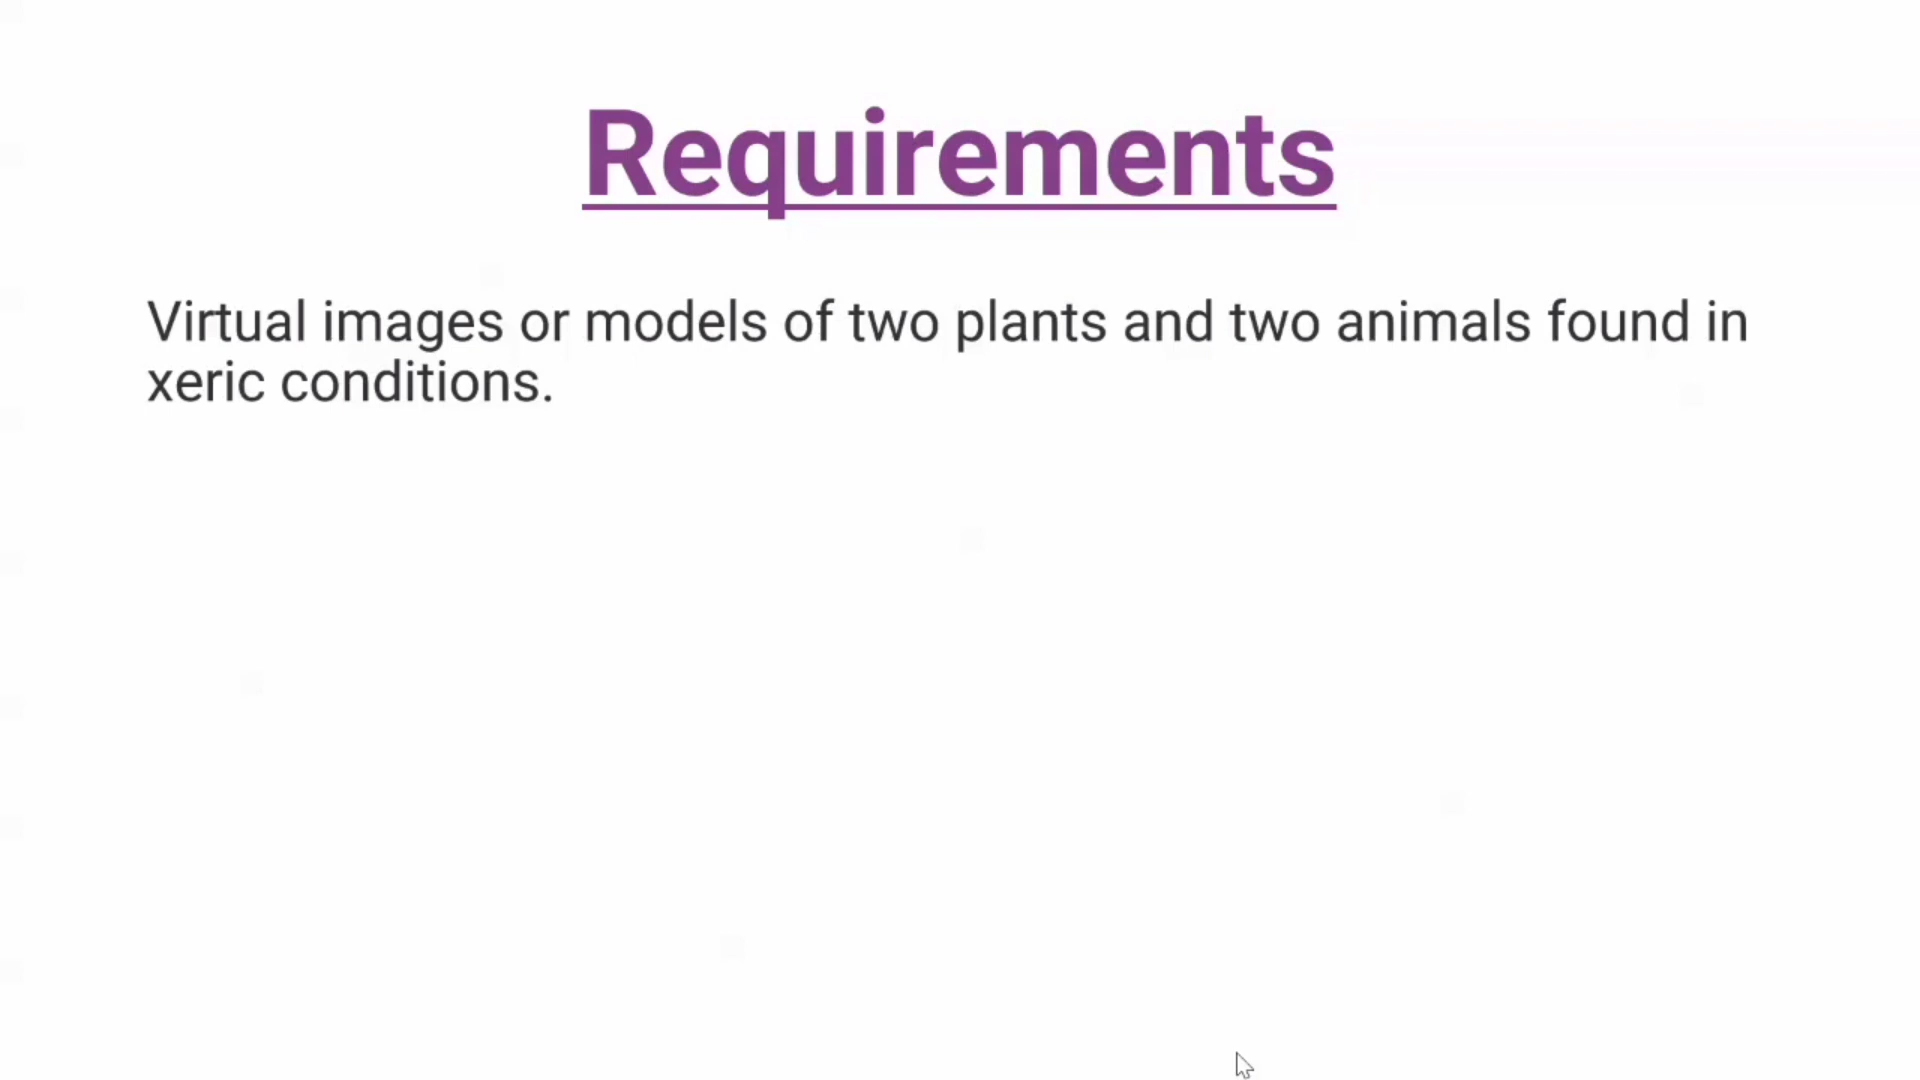 Requirements
Virtual images or models of two plants and two animals found in
xeric conditions.